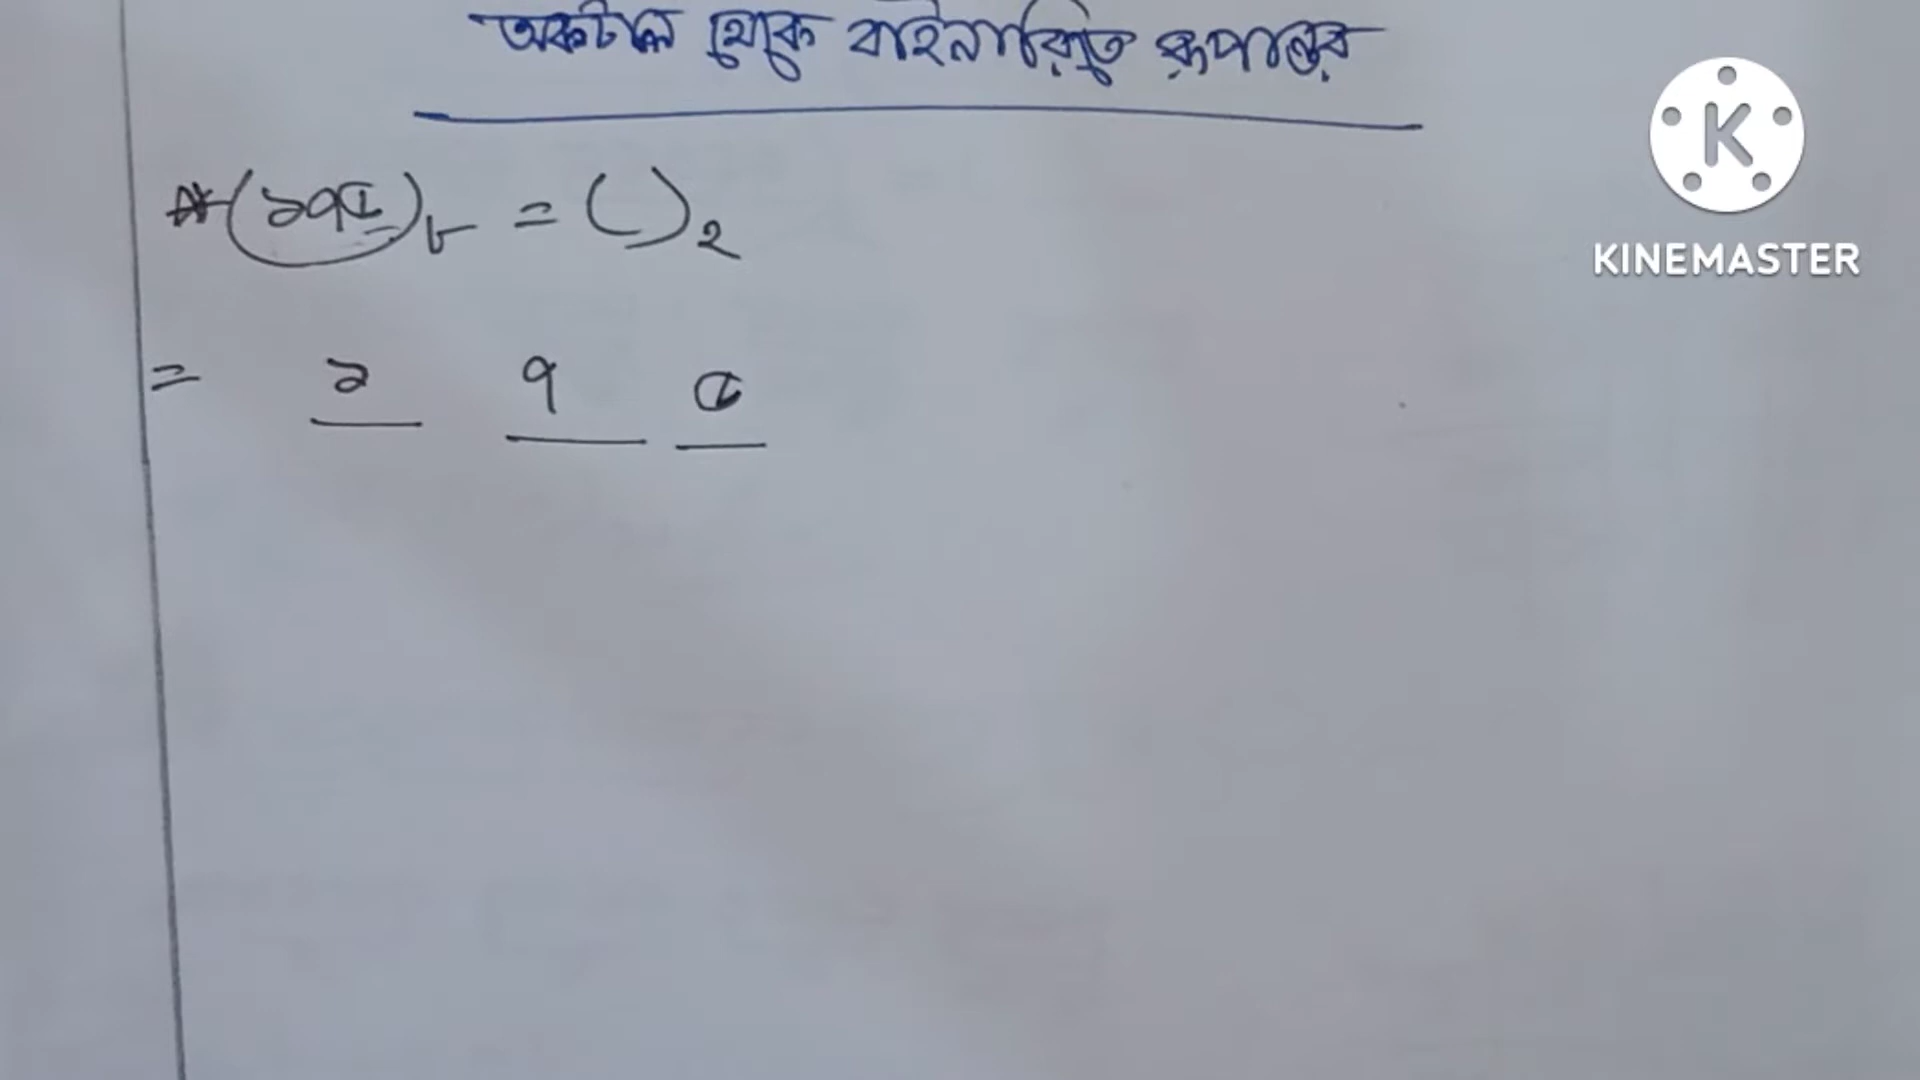 অকটাল থেকে বাইনারিতে রূপান্তর
* (১৭৫)৮ = ( )২
= ১ ৭ ৫
K
KINEMASTER